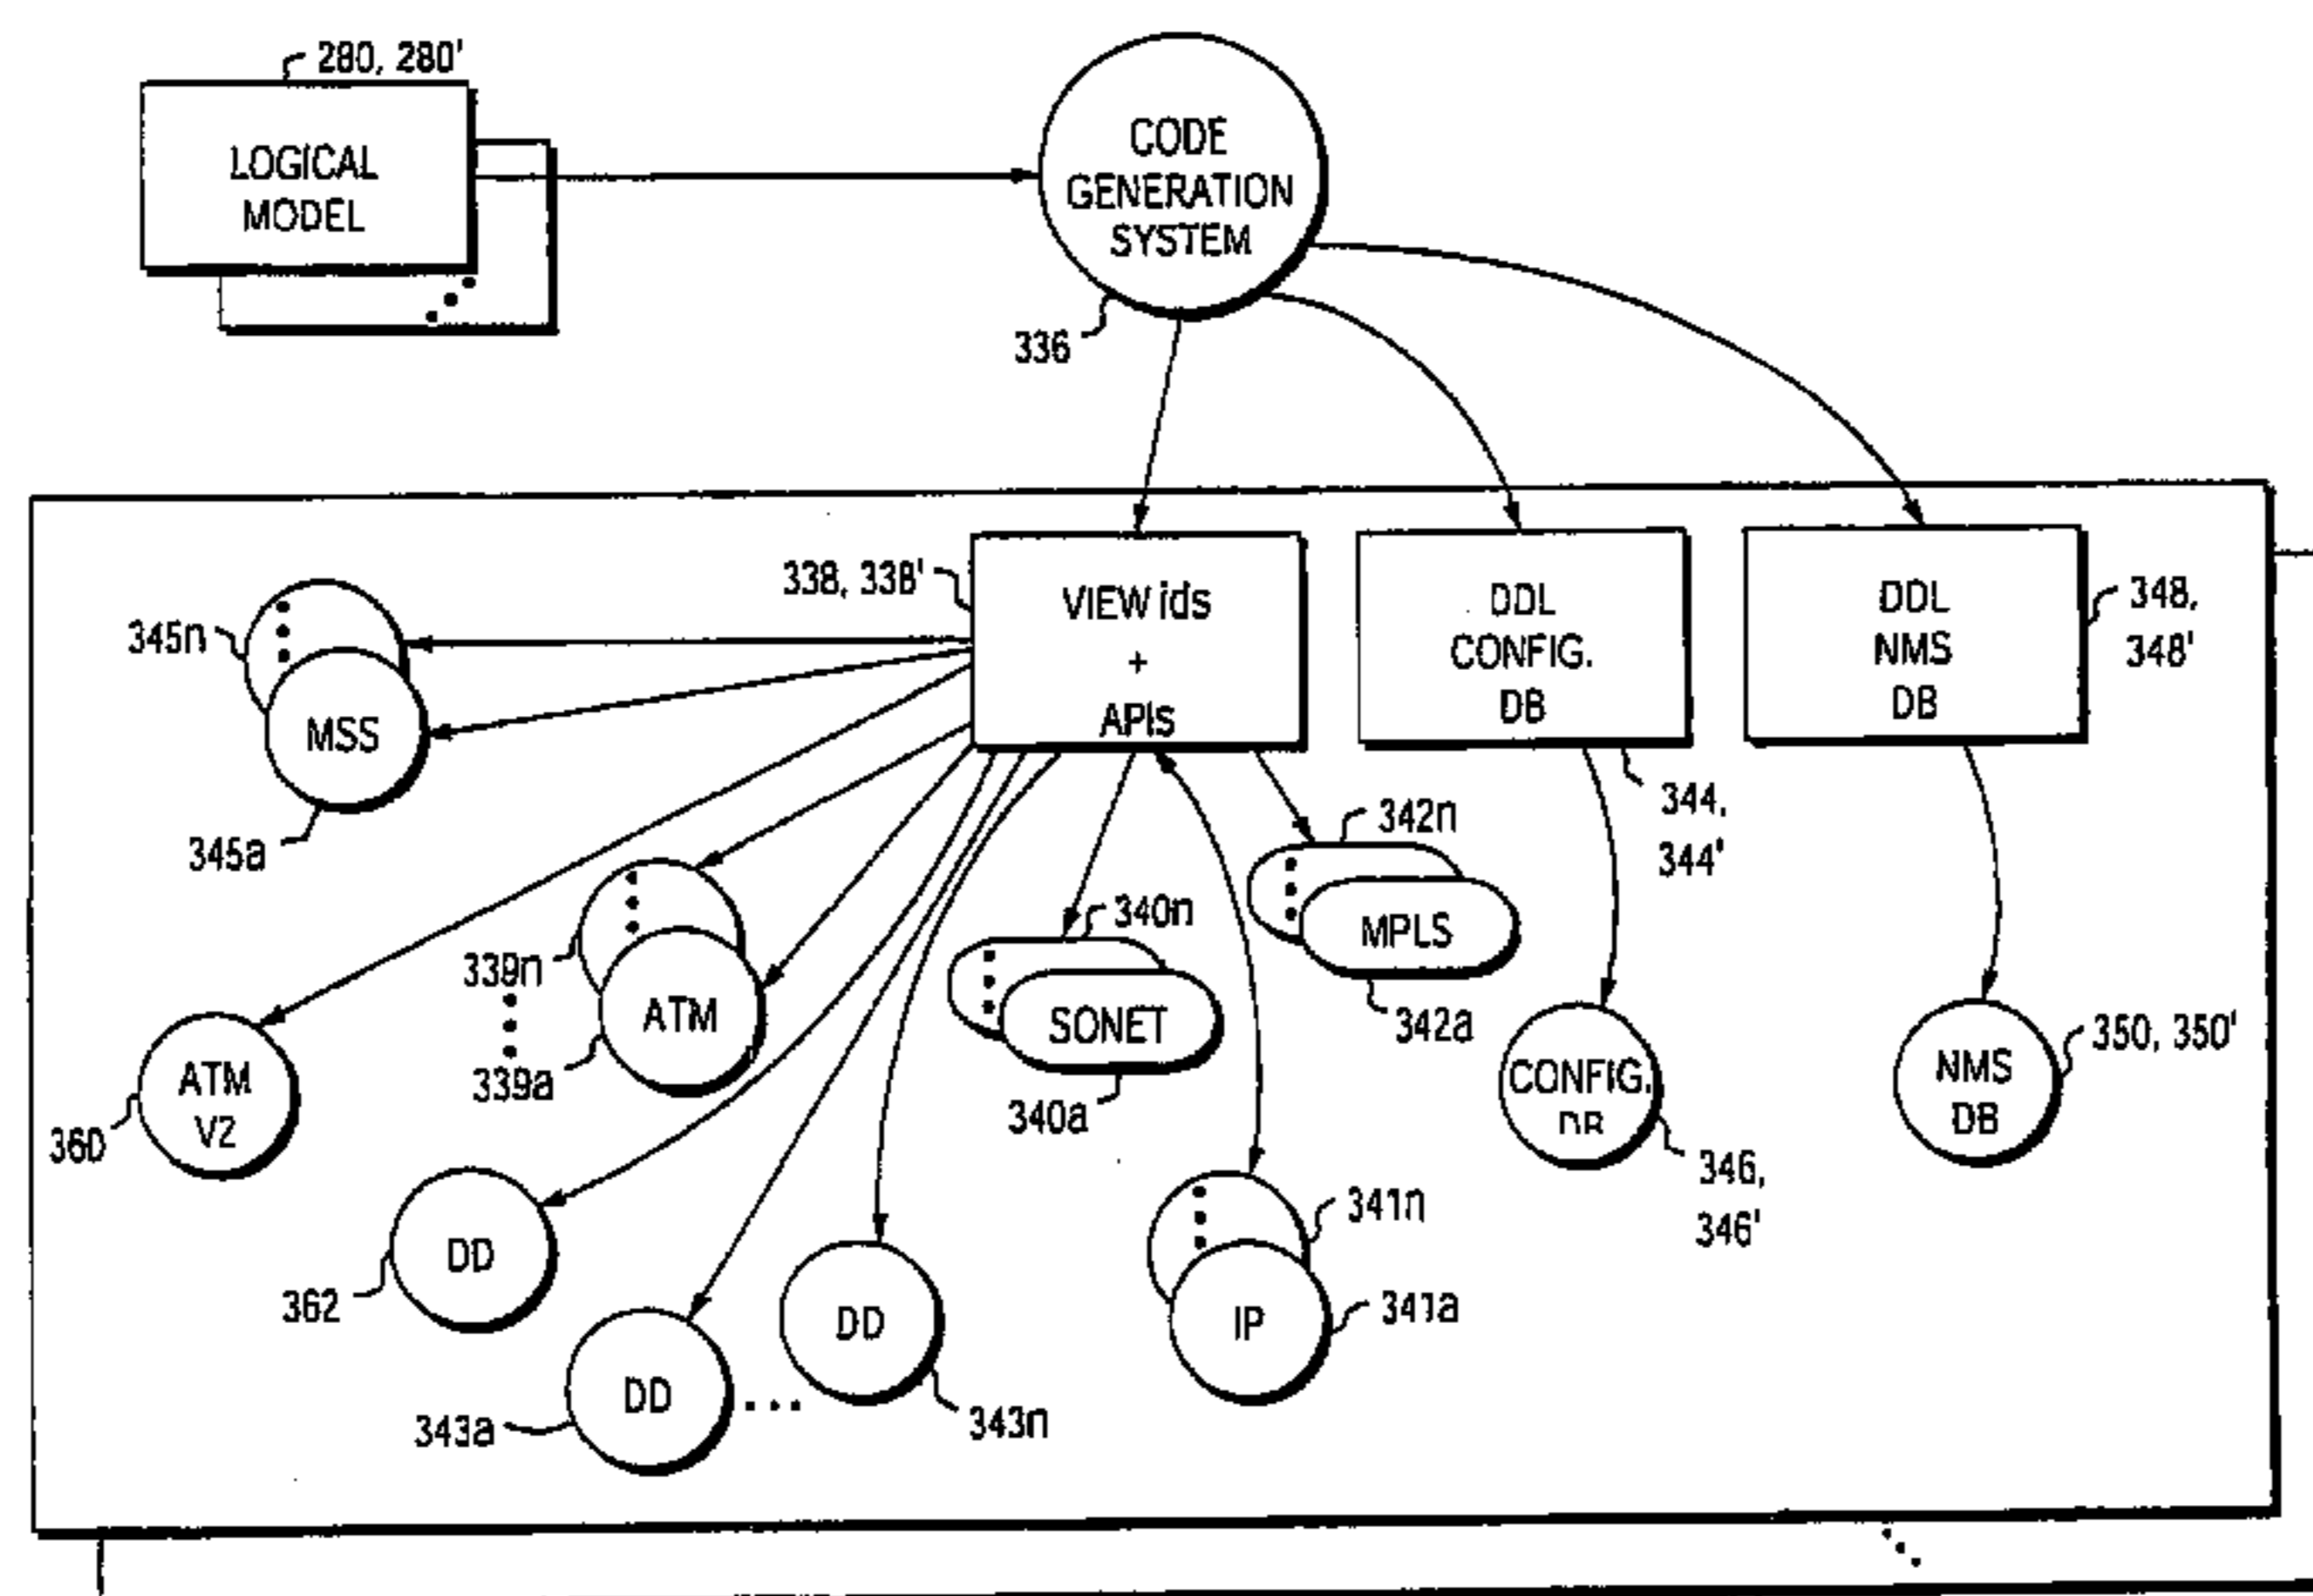 280, 280'
LOGICAL
MODEL
CODE
GENERATION
SYSTEM
336
338, 338'
VIEW ids
+
APIS
DDL
CONFIG.
DB
DDL
NMS
DB
348,
348'
345n
MSS
345a
344,
344'
342n
MPLS
342a
339n
ATM
339a
340n
SONET
340a
ATM
V2
360
CONFIG.
DB
346,
346'
NMS
DB
350, 350'
DD
362
DD
343a
DD
343n
341n
IP
341a